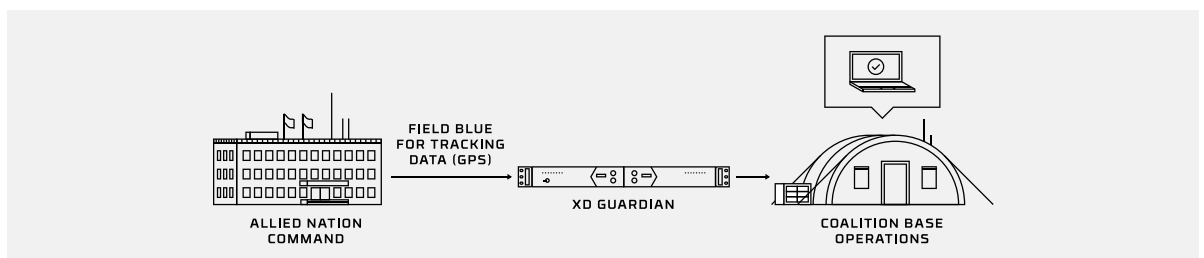 FIELD BLUE
FOR TRACKING
DATA (GPS)
XD GUARDIAN
ALLIED NATION
COMMAND
COALITION BASE
OPERATIONS